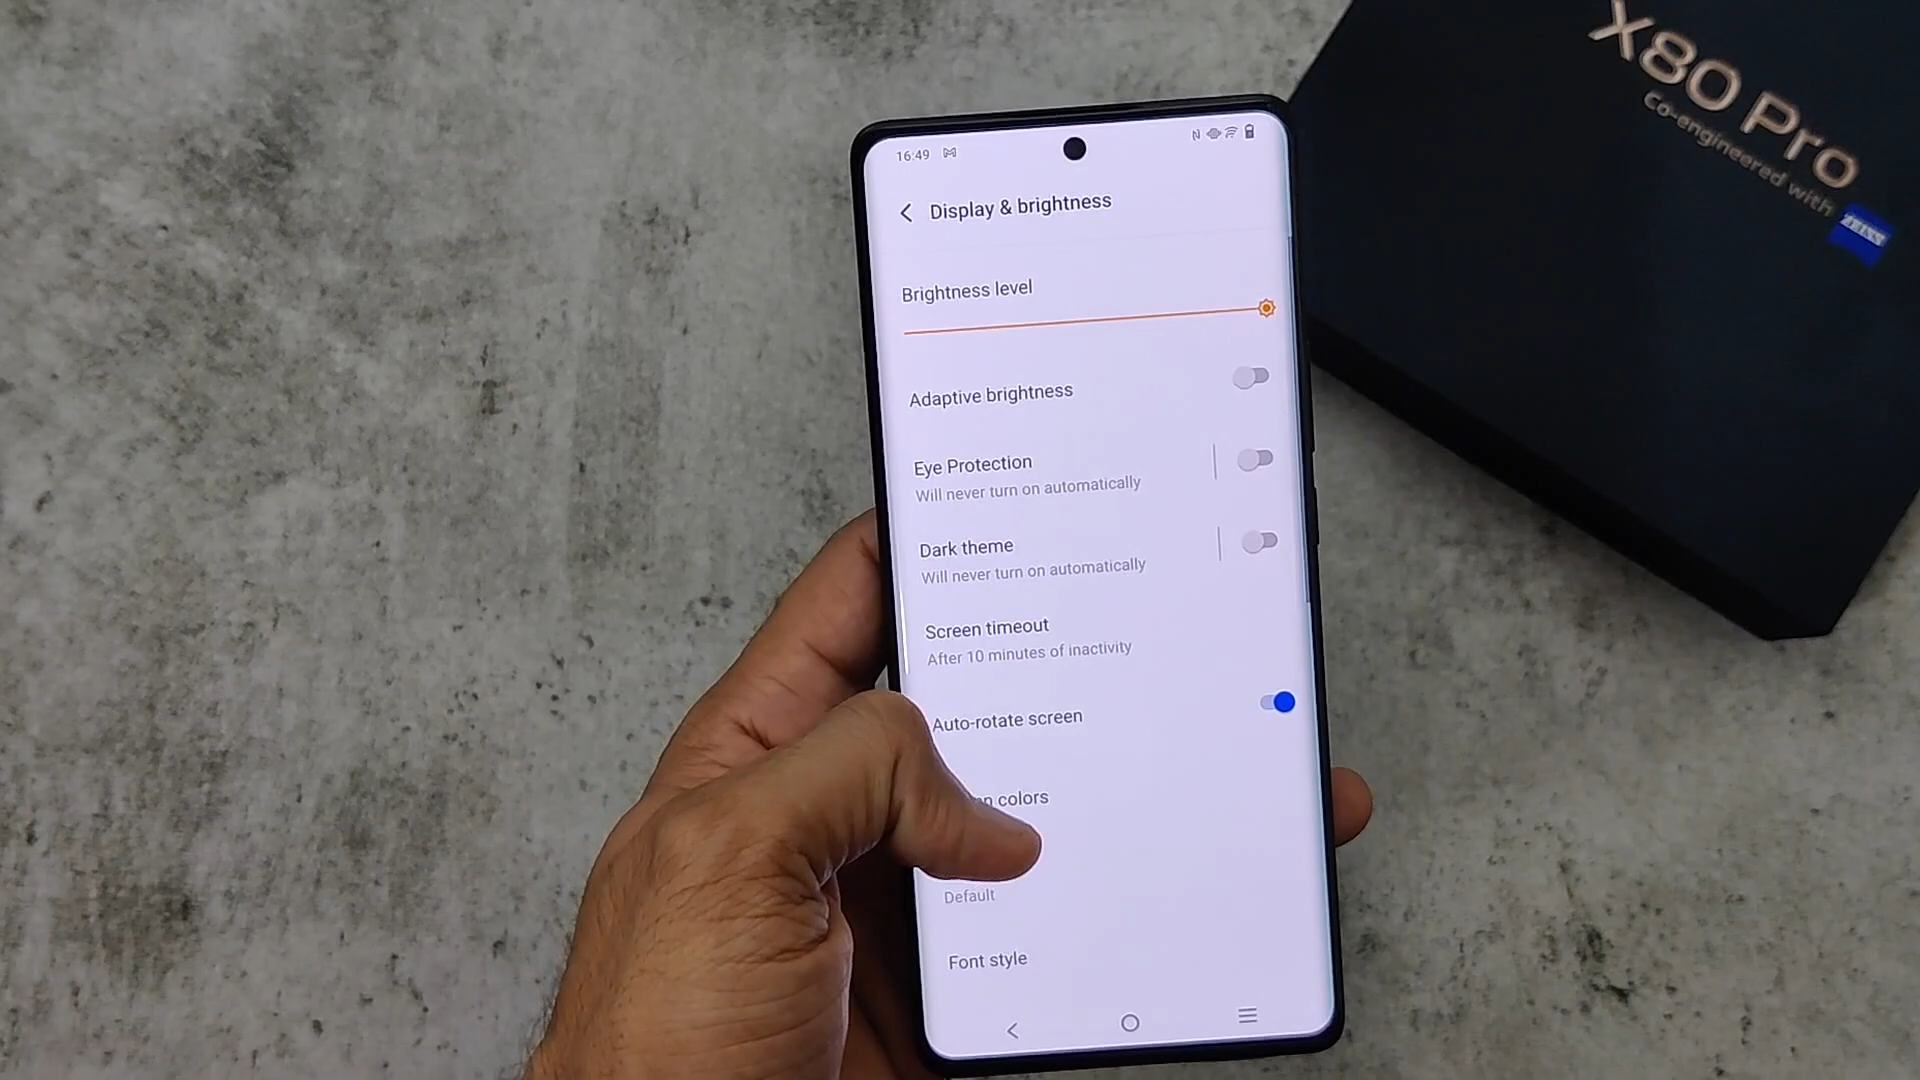 16:49
Display & brightness
Brightness level
Adaptive brightness
Eye Protection
Will never turn on automatically
Dark theme
Will never turn on automatically
Screen timeout
After 10 minutes of inactivity
Auto-rotate screen
colors
Default
Font style
X80 Pro
Co-engineered with
ZEISS